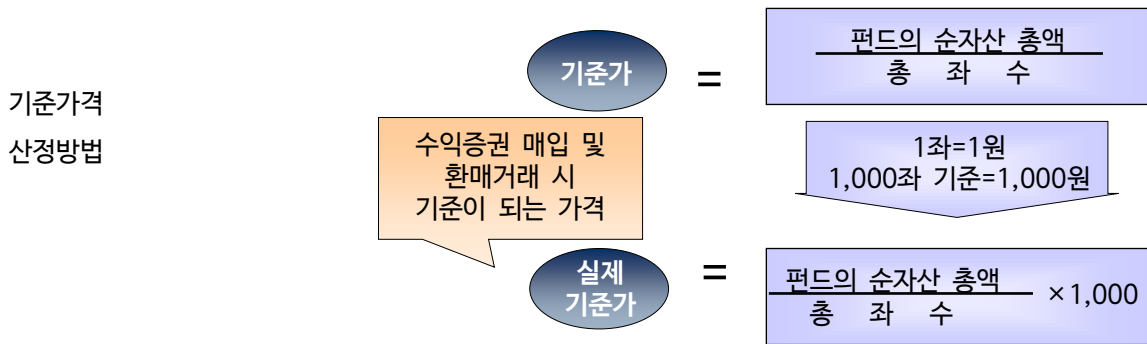 기준가격
산정방법
기준가
=
펀드의 순자산 총액
총 좌 수
수익증권 매입 및
환매거래 시
기준이 되는 가격
1좌=1원
1,000좌 기준=1,000원
실제
기준가
=
펀드의 순자산 총액
총 좌 수
×1,000